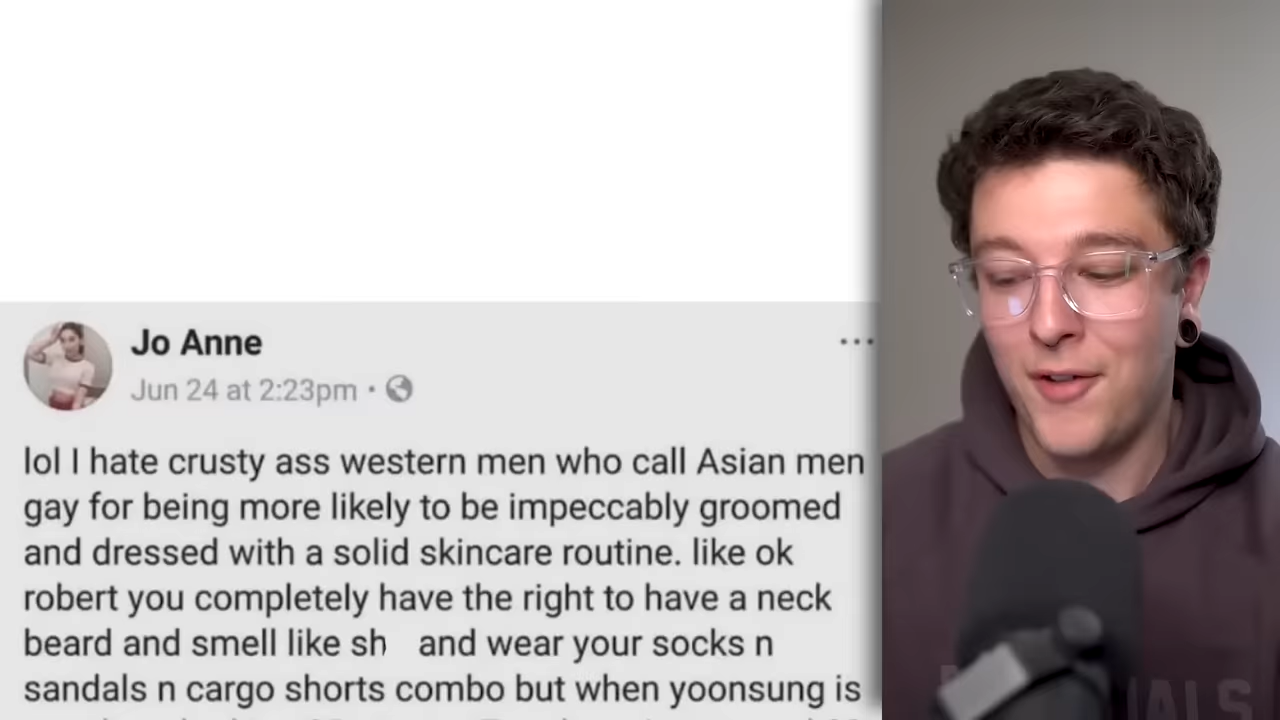 Jo Anne
Jun 24 at 2:23pm ·
lol I hate crusty ass western men who call Asian men
gay for being more likely to be impeccably groomed
and dressed with a solid skincare routine. like ok
robert you completely have the right to have a neck
beard and smell like sh and wear your socks n
sandals n cargo shorts combo but when yoonsung is
IALS